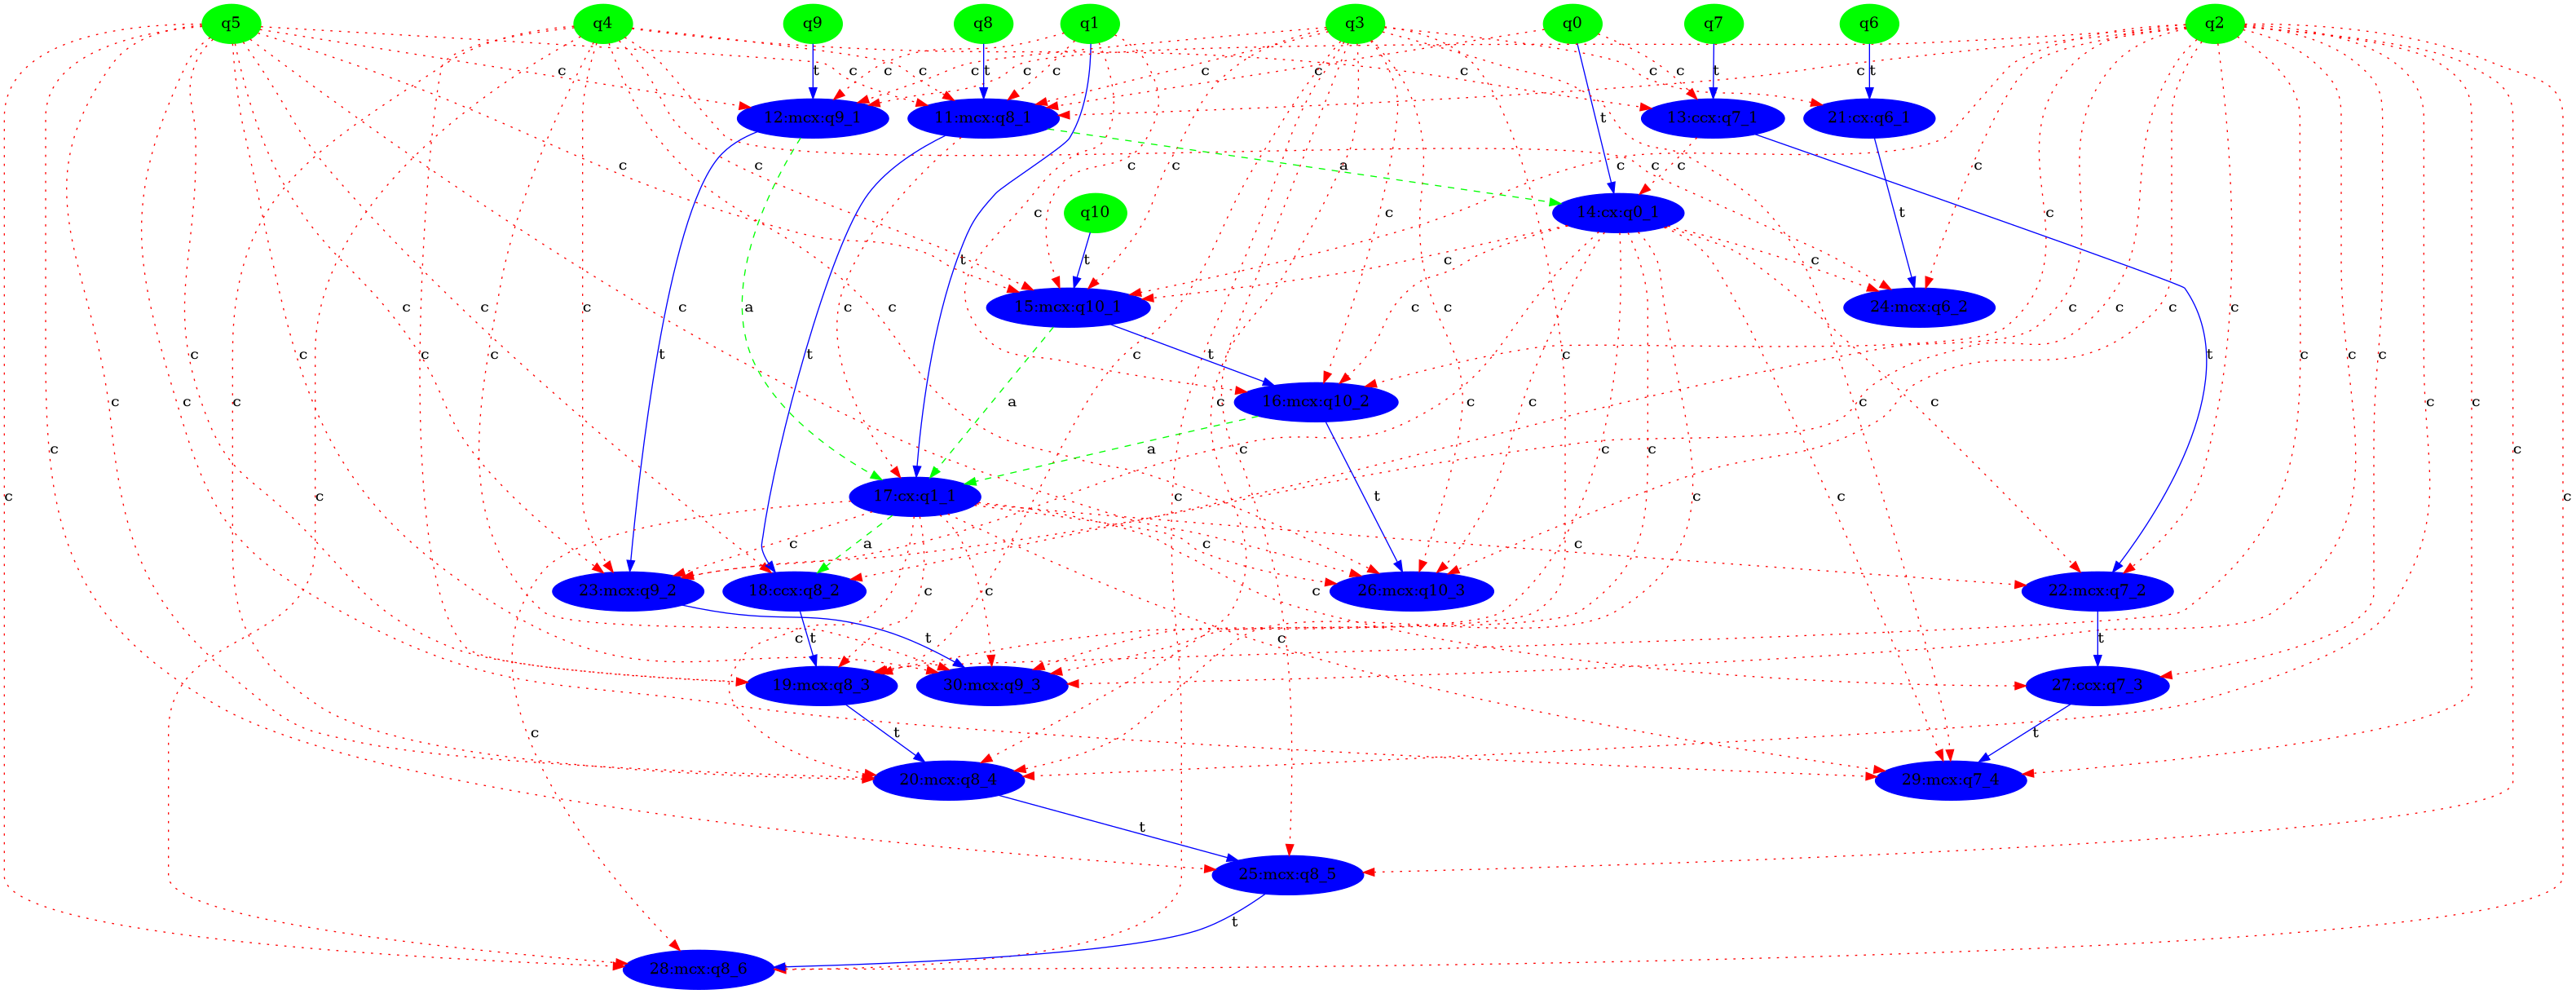 q5 q4 q9 q8 q1 q3 q0 q7 q6 q2
c t c c c t c c c c c t c t
12:mcx:q9_1 11:mcx:q8_1 13:ccx:q7_1 21:cx:q6_1
c c c c a c c c c
q10 14:cx:q0_1
c c t t c
c c t c c
15:mcx:q10_1 24:mcx:q6_2
c c c a c t c c c c c c c c
t c c t t c c c t c c c
c c c c c c a c c c c c c c c
16:mcx:q10_2
c a c c c
17:cx:q1_1
c t c c c
c a c c
23:mcx:q9_2 18:ccx:q8_2 26:mcx:q10_3 22:mcx:q7_2
c c c c
c t t c t
19:mcx:q8_3 30:mcx:q9_3 27:ccx:q7_3
c t t
20:mcx:q8_4 29:mcx:q7_4
t
25:mcx:q8_5
t
28:mcx:q8_6